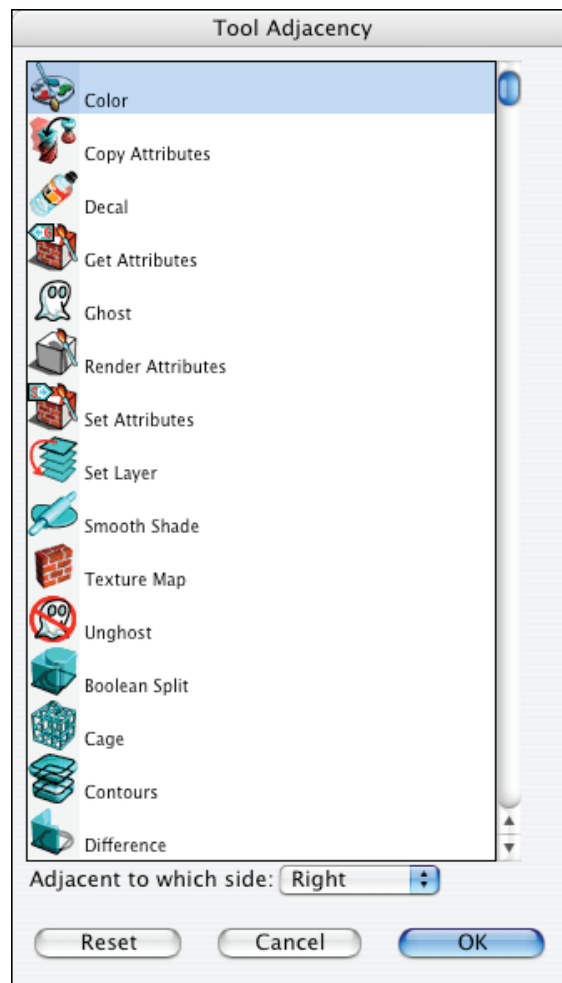 Tool Adjacency
Color
Copy Attributes
Decal
Get Attributes
Ghost
Render Attributes
Set Attributes
Set Layer
Smooth Shade
Texture Map
Unghost
Boolean Split
Cage
Contours
Difference
Adjacent to which side: Right
Reset Cancel OK